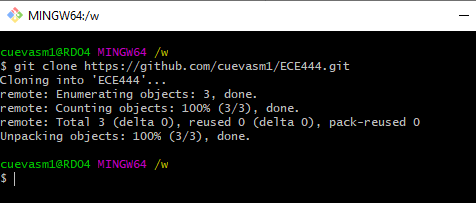 MINGW64:/w
cuevasm1@RDO4 MINGW64 /w
$ git clone https://github.com/cuevasm1/ECE444.git
Cloning into 'ECE444'...
remote: Enumerating objects: 3, done.
remote: Counting objects: 100% (3/3), done.
remote: Total 3 (delta 0), reused 0 (delta 0), pack-reused 0
Unpacking objects: 100% (3/3), done.
cuevasm1@RDO4 MINGW64 /w
$